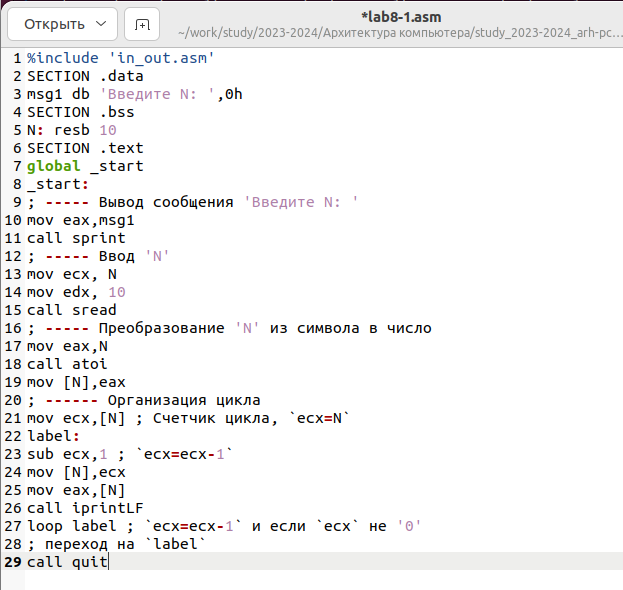 Открыть
*lab8-1.asm
~/work/study/2023-2024/Архитектура компьютера/study_2023-2024_arh-pc...
1 %include 'in_out.asm'
2 SECTION .data
3 msg1 db 'Введите N: ',0h
4 SECTION .bss
5 N: resb 10
6 SECTION .text
7 global _start
8 _start:
9 ; ----- Вывод сообщения 'Введите N: '
10 mov eax,msg1
11 call sprint
12 ; ----- Ввод 'N'
13 mov ecx, N
14 mov edx, 10
15 call sread
16 ; ----- Преобразование 'N' из символа в число
17 mov eax,N
18 call atoi
19 mov [N],eax
20 ; ------ Организация цикла
21 mov ecx,[N] ; Счетчик цикла, `ecx=N`
22 label:
23 sub ecx,1 ; `ecx=ecx-1`
24 mov [N],ecx
25 mov eax,[N]
26 call iprintLF
27 loop label ; `ecx=ecx-1` и если `ecx` не '0'
28 ; переход на `label`
29 call quit